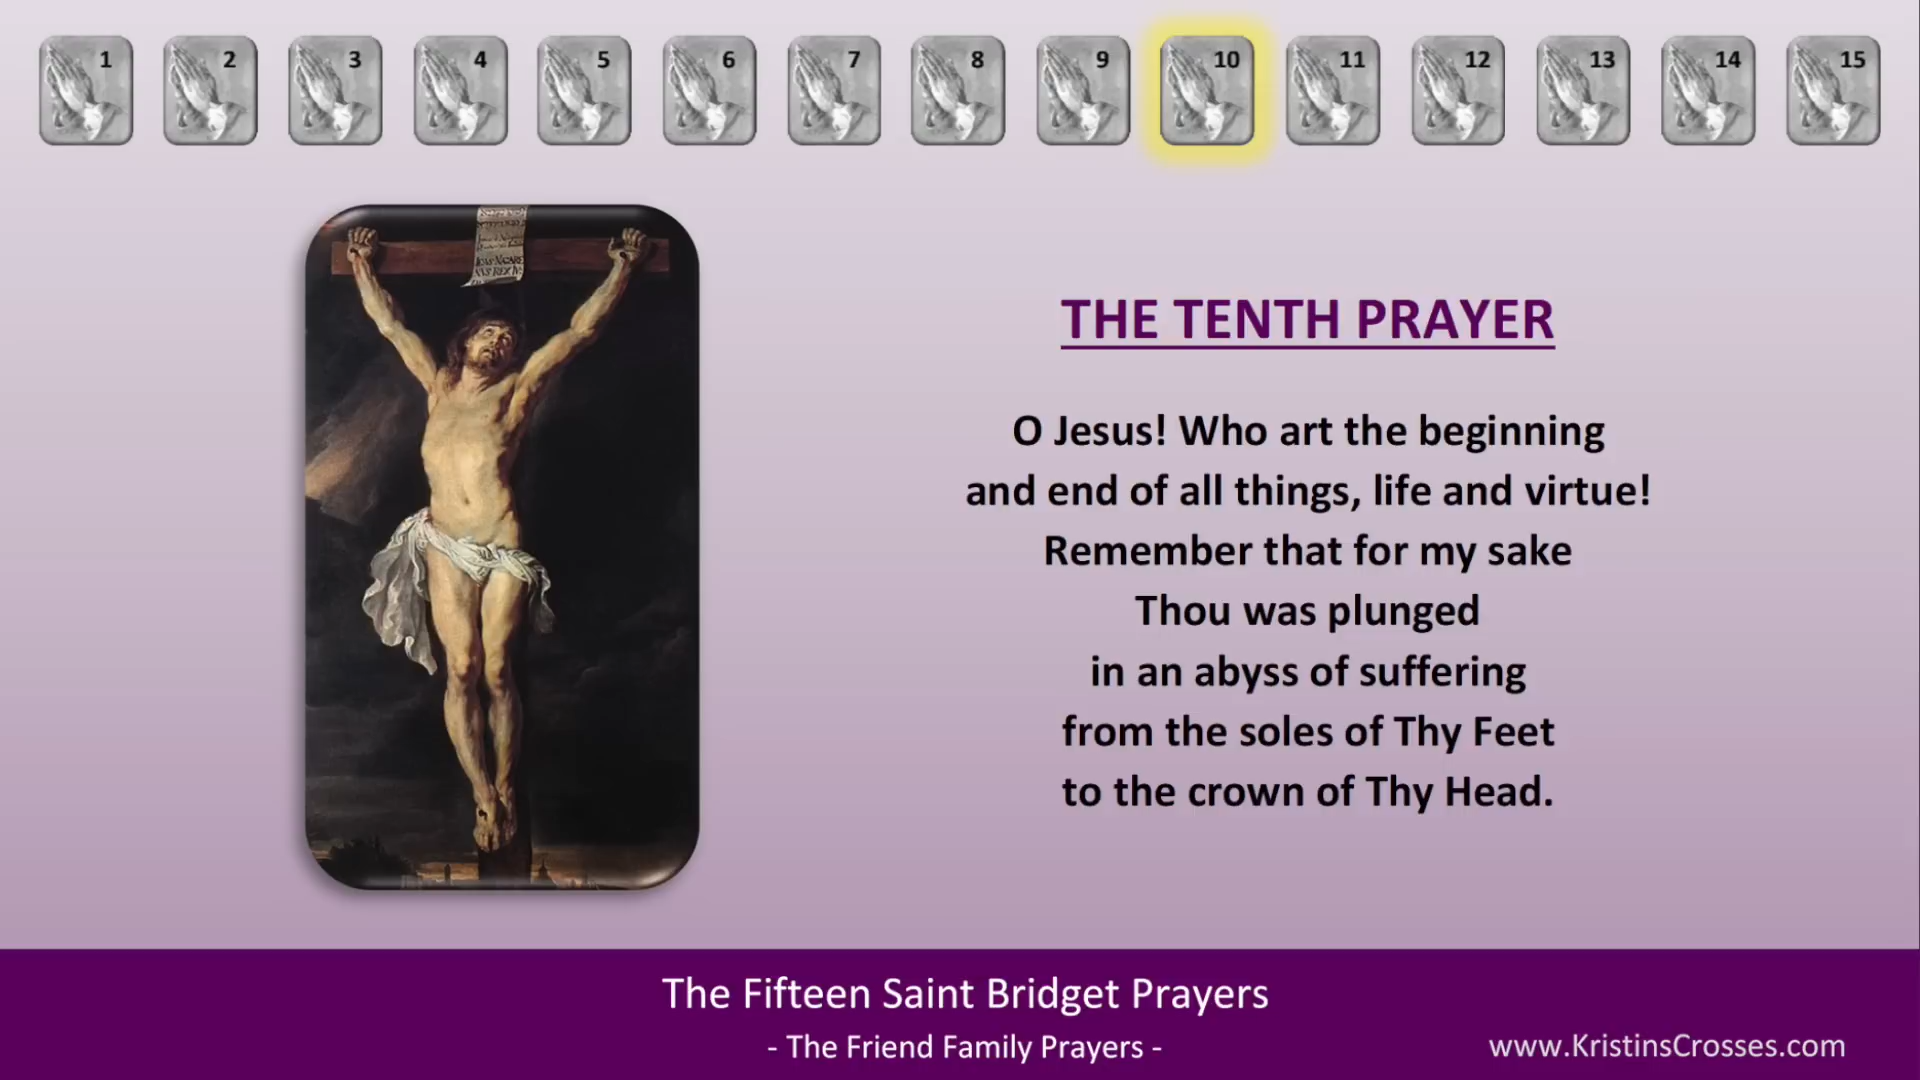 1 2 3 4 5 6 7 8 9 10 11 12 13 14 15
THE TENTH PRAYER
O Jesus! Who art the beginning
and end of all things, life and virtue!
Remember that for my sake
Thou was plunged
in an abyss of suffering
from the soles of Thy Feet
to the crown of Thy Head.
The Fifteen Saint Bridget Prayers
- The Friend Family Prayers -
www.KristinsCrosses.com